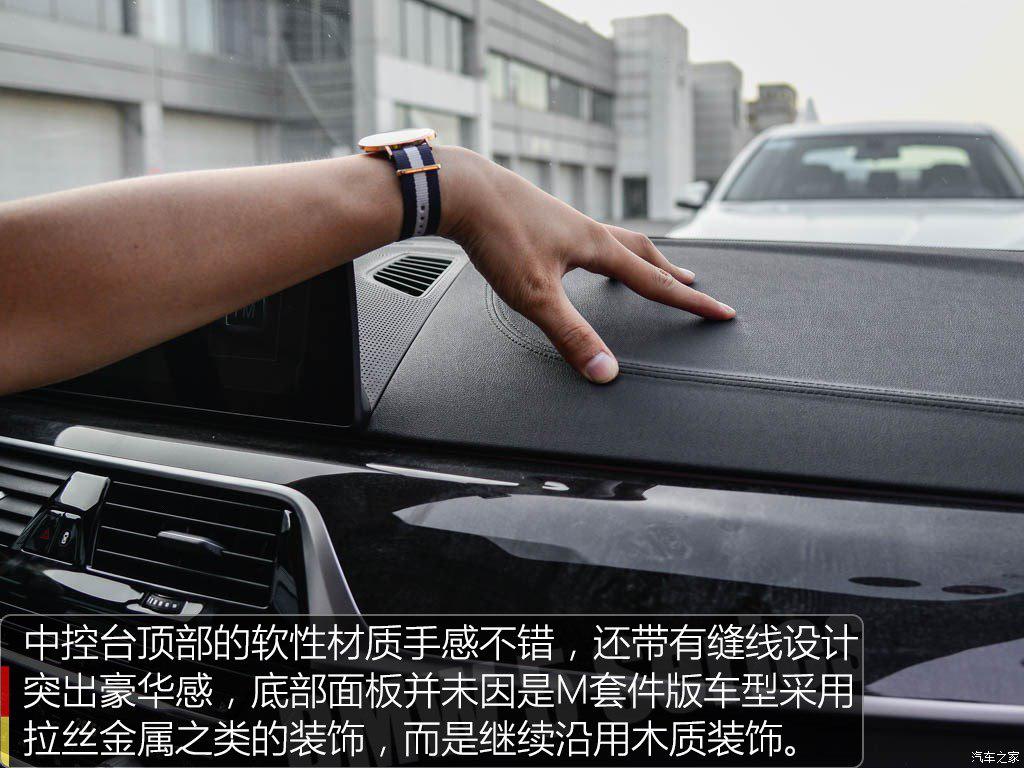 中控台顶部的软性材质手感不错，还带有缝线设计
突出豪华感，底部面板并未因是M套件版车型采用
拉丝金属之类的装饰，而是继续沿用木质装饰。
汽车之家